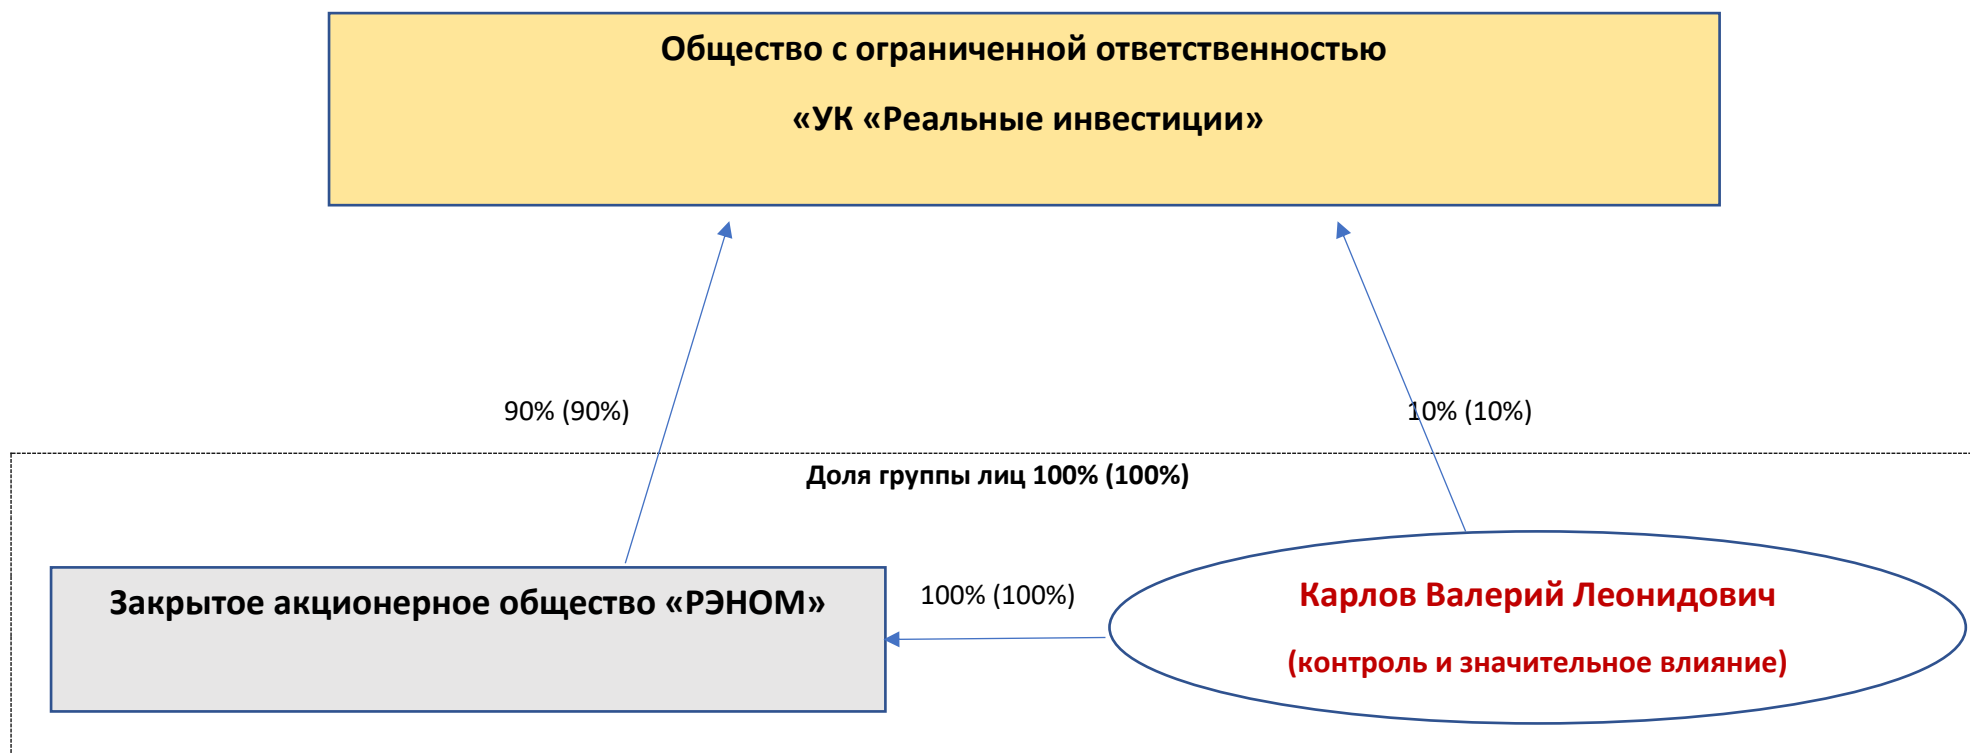 Общество с ограниченной ответственностью
«УК «Реальные инвестиции»
90% (90%)
10% (10%)
Доля группы лиц 100% (100%)
Закрытое акционерное общество «РЭНОМ»
100% (100%)
Карлов Валерий Леонидович
(контроль и значительное влияние)